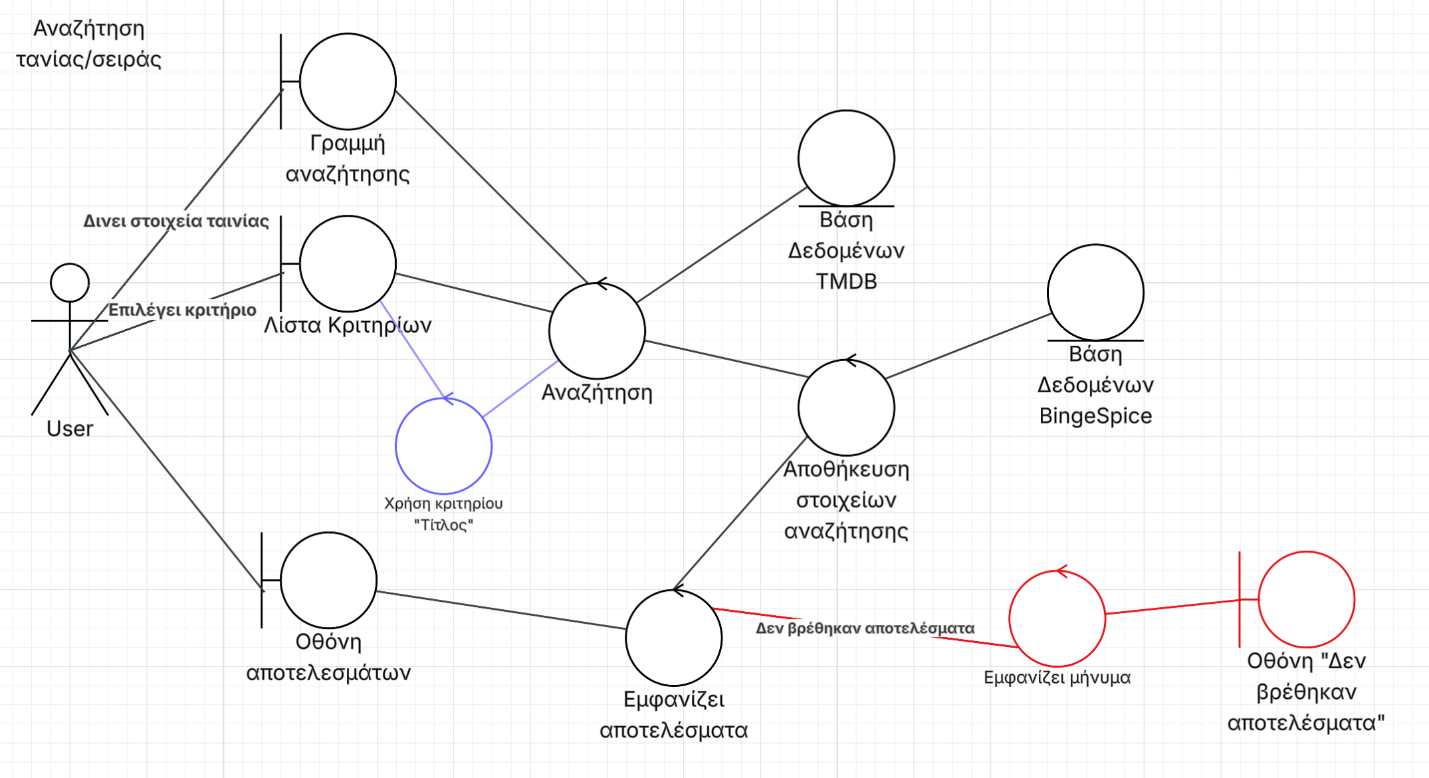 Αναζήτηση
τανίας/σειράς
Γραμμή
αναζήτησης
Δινει στοιχεία ταινίας
Επιλέγει κριτήριο
Λίστα Κριτηρίων
User
Βάση
Δεδομένων
TMDB
Αναζήτηση
Βάση
Δεδομένων
BingeSpice
Χρήση κριτηρίου
"Τίτλος"
Αποθήκευση
στοιχείων
αναζήτησης
Οθόνη
αποτελεσμάτων
Εμφανίζει
αποτελέσματα
Δεν βρέθηκαν αποτελέσματα
Εμφανίζει μήνυμα
Οθόνη "Δεν
βρέθηκαν
αποτελέσματα"